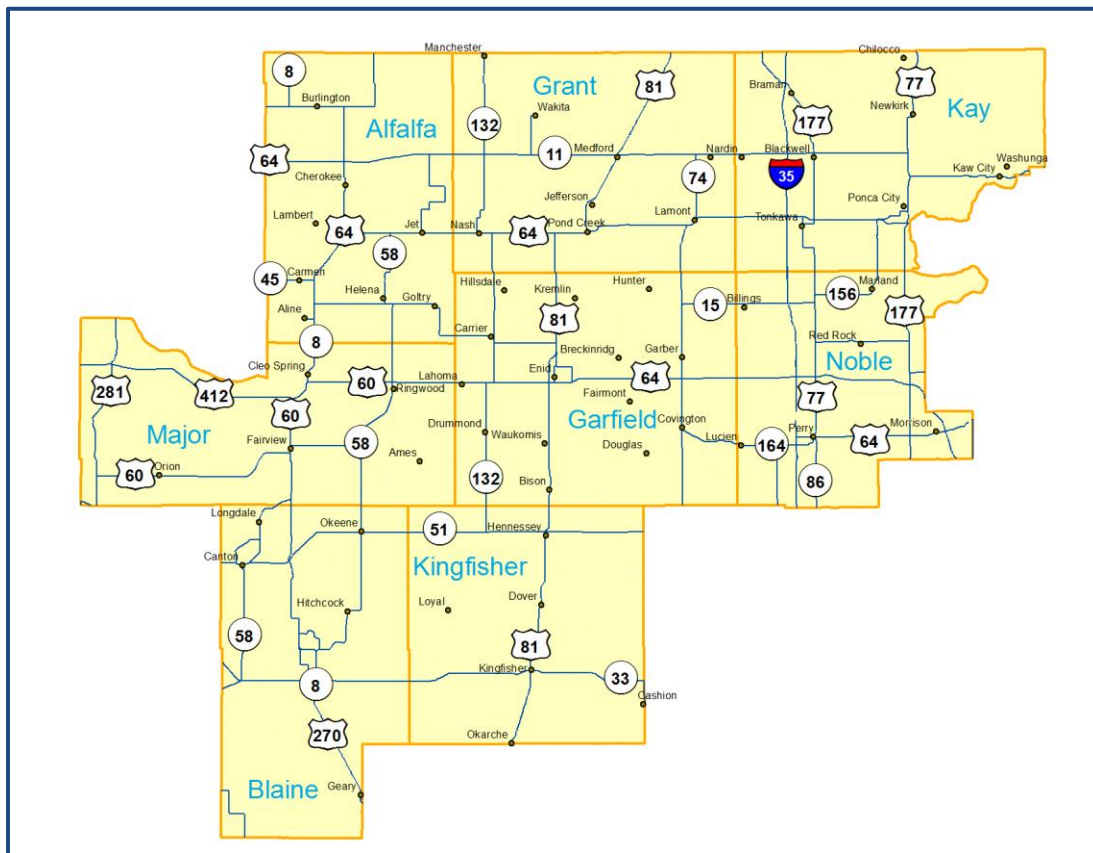 Manchester
Chilocco
8
Grant
81
77
Braman
Burlington
Wakita
Newkirk
Kay
132
177
Alfalfa
64
11
Medford
Nardin
Blackwell
Washunga
Kaw City
35
74
Cherokee
Jefferson
Ponca City
Lambert
Lamont
Tonkawa
64
Jet
Nash
64
Pond Creek
58
45
Carmen
Hillsdale
Hunter
Marland
Helena
Goltry
Kremlin
15
Billings
156
Aline
81
177
Carrier
8
Red Rock
Breckinridg
Garber
Noble
Cleo Spring
Enid
281
412
60
Ringwood
Lahoma
64
Fairmont
77
60
Garfield
Major
Drummond
Covington
Fairview
58
Waukomis
Lucien
164
Perry
64
Morrison
Douglas
60
Orion
Ames
132
86
Bison
Longdale
Okeene
51
Hennessey
Canton
Kingfisher
Hitchcock
Loyal
Dover
58
81
Kingfisher
33
8
Cashion
270
Okarche
Blaine
Geary